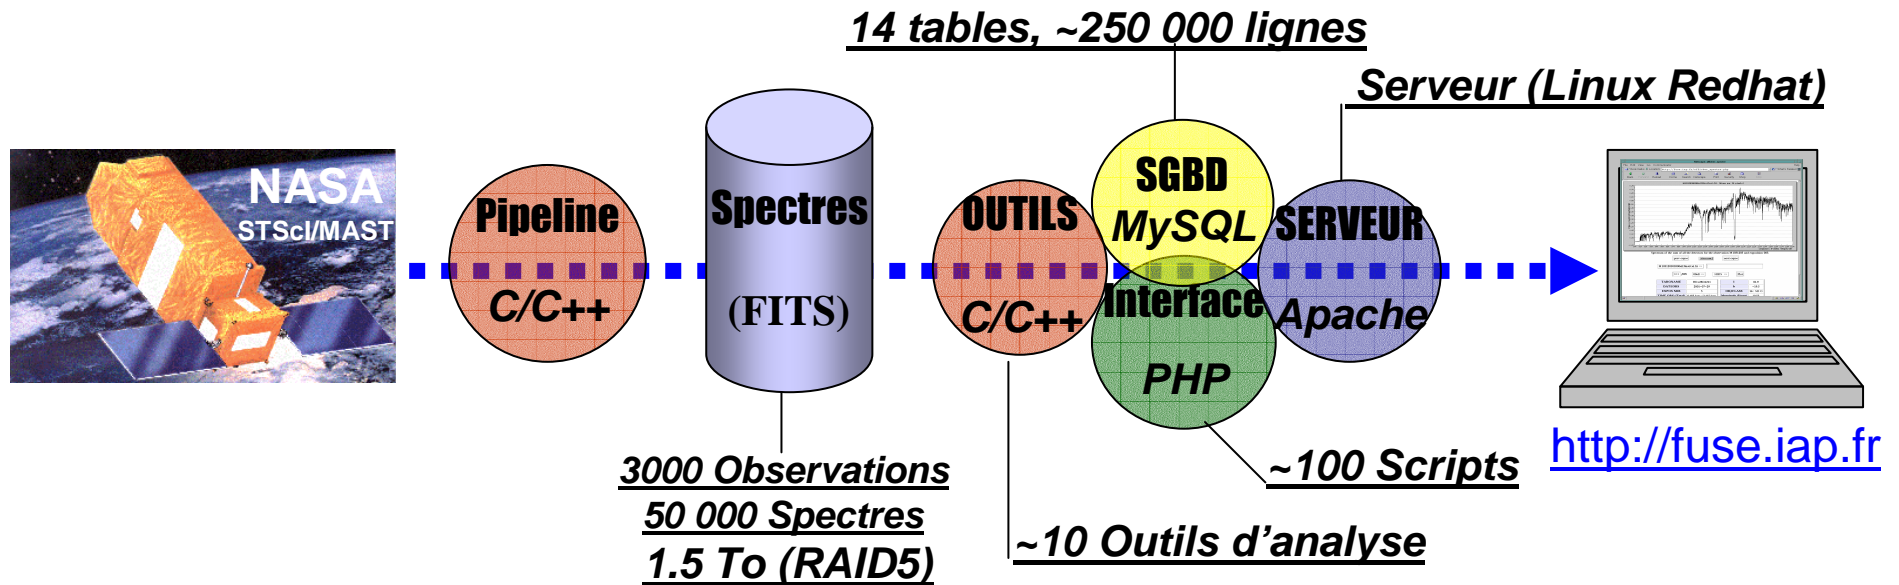 14 tables, ~250 000 lignes
Serveur (Linux Redhat)
NASA
STScI/MAST
Pipeline
C/C++
Spectres
(FITS)
OUTILS
C/C++
SGBD
MySQL
Interface
PHP
SERVEUR
Apache
http://fuse.iap.fr
3000 Observations
50 000 Spectres
1.5 To (RAID5)
~100 Scripts
~10 Outils d’analyse